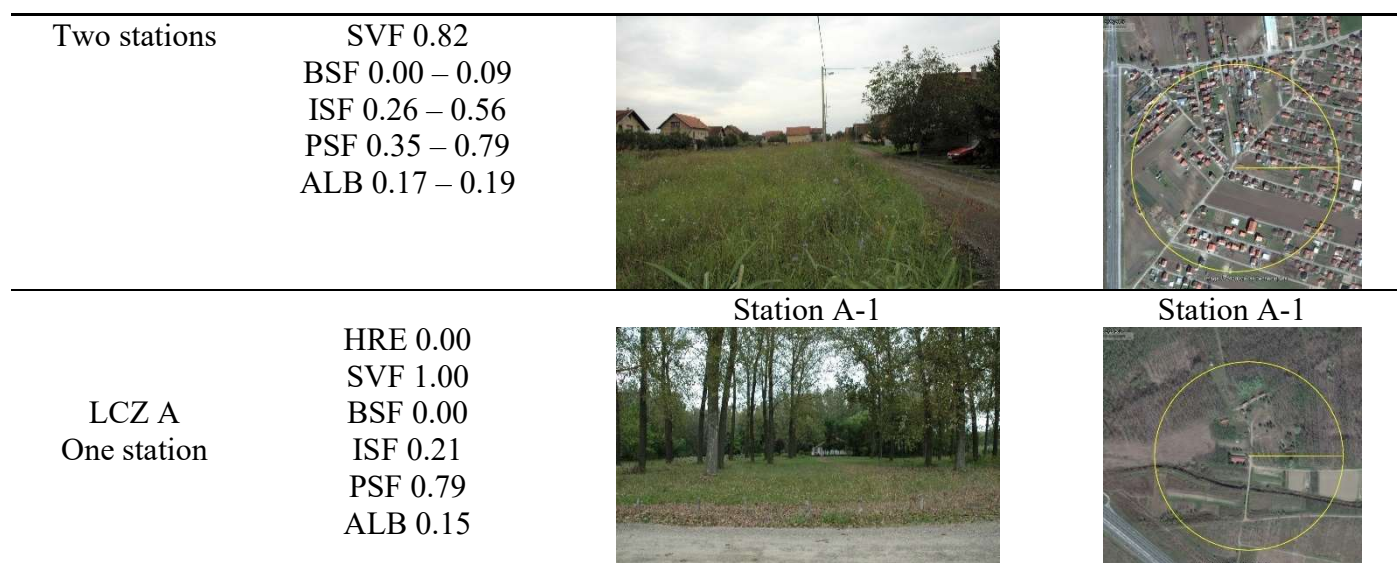 Two stations
SVF 0.82
BSF 0.00 – 0.09
ISF 0.26 – 0.56
PSF 0.35 – 0.79
ALB 0.17 – 0.19
LCZ A
One station
HRE 0.00
SVF 1.00
BSF 0.00
ISF 0.21
PSF 0.79
ALB 0.15
Station A-1
Station A-1